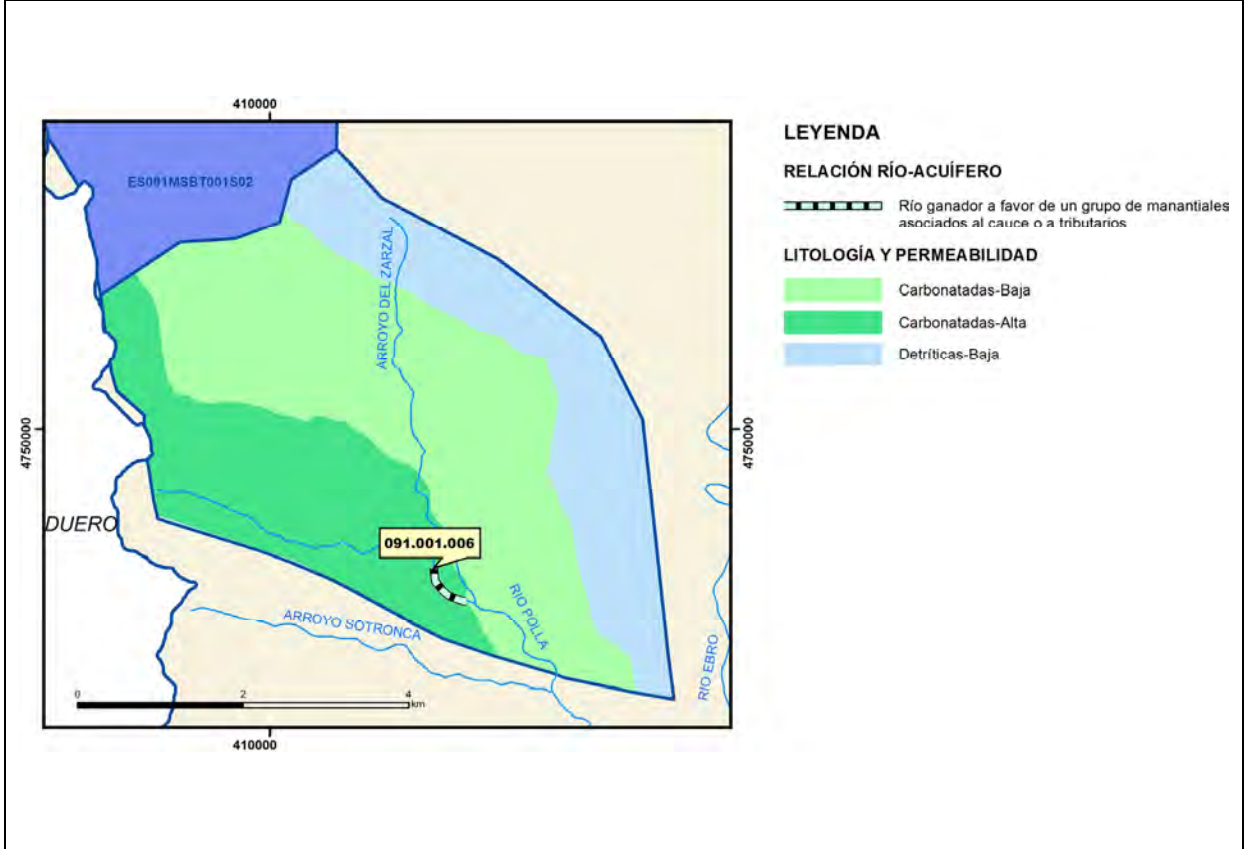 410000
ES091MSBT001S02
ARROYO DEL ZARZAL
4750000
4750000
DUERO
091.001.006
RIO POLLA
ARROYO SOTRONCA
RIO EBRO
0 2 4
km
410000
LEYENDA
RELACIÓN RÍO-ACUÍFERO
Río ganador a favor de un grupo de manantiales
asociados al cauce o a tributarios
LITOLOGÍA Y PERMEABILIDAD
Carbonatadas-Baja
Carbonatadas-Alta
Detríticas-Baja